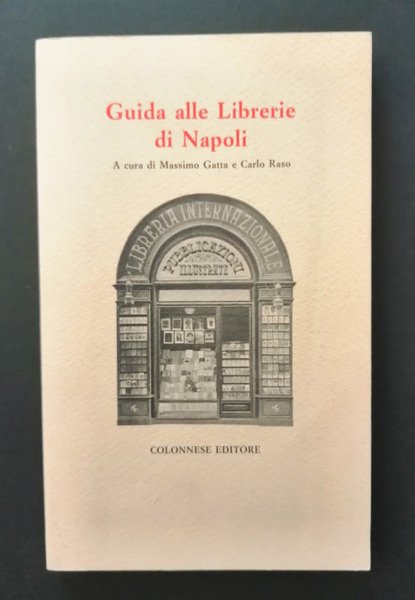 Guida alle Librerie
di Napoli
A cura di Massimo Gatta e Carlo Raso
LIBRERIA INTERNAZIONALE
PUBBLICAZIONI
ILLUSTRATE
COLONNESE EDITORE